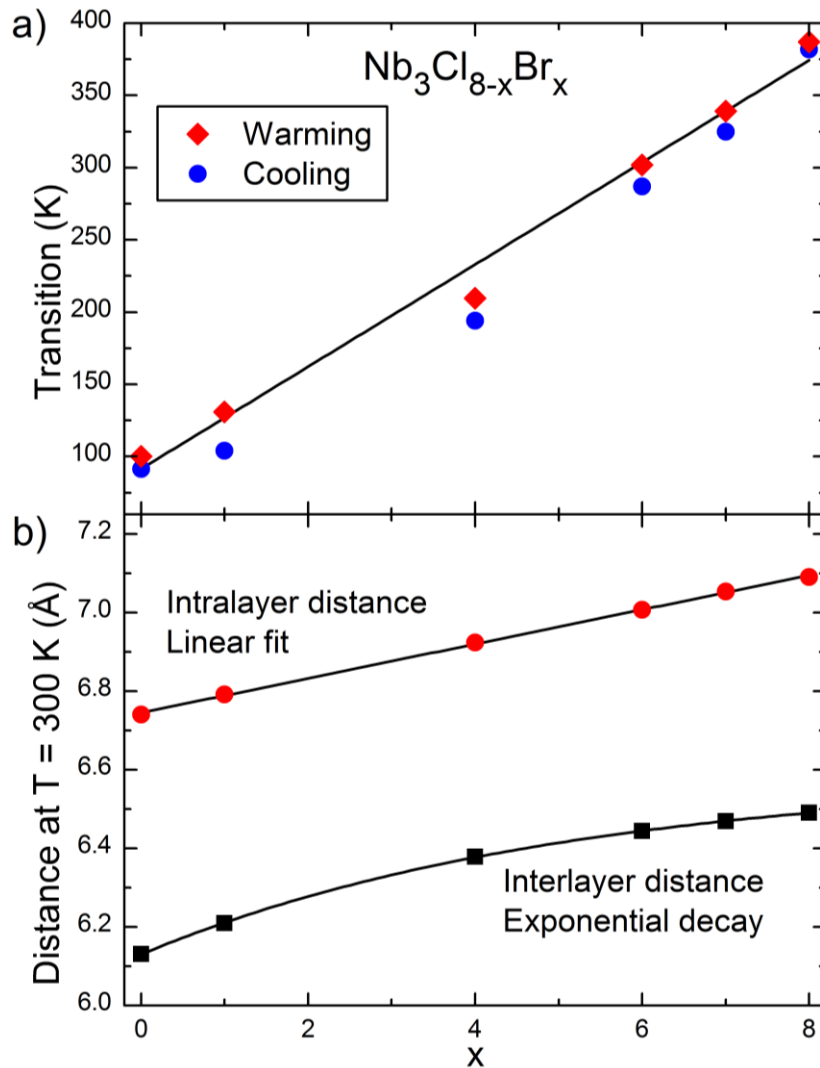 a)
Nb₃Cl₈₋ₓBrₓ
Warming
Cooling
Transition (K)
400
350
300
250
200
150
100
b)
Intralayer distance
Linear fit
Interlayer distance
Exponential decay
Distance at T = 300 K (Å)
7.2
7.0
6.8
6.6
6.4
6.2
6.0
0 2 4 6 8
x